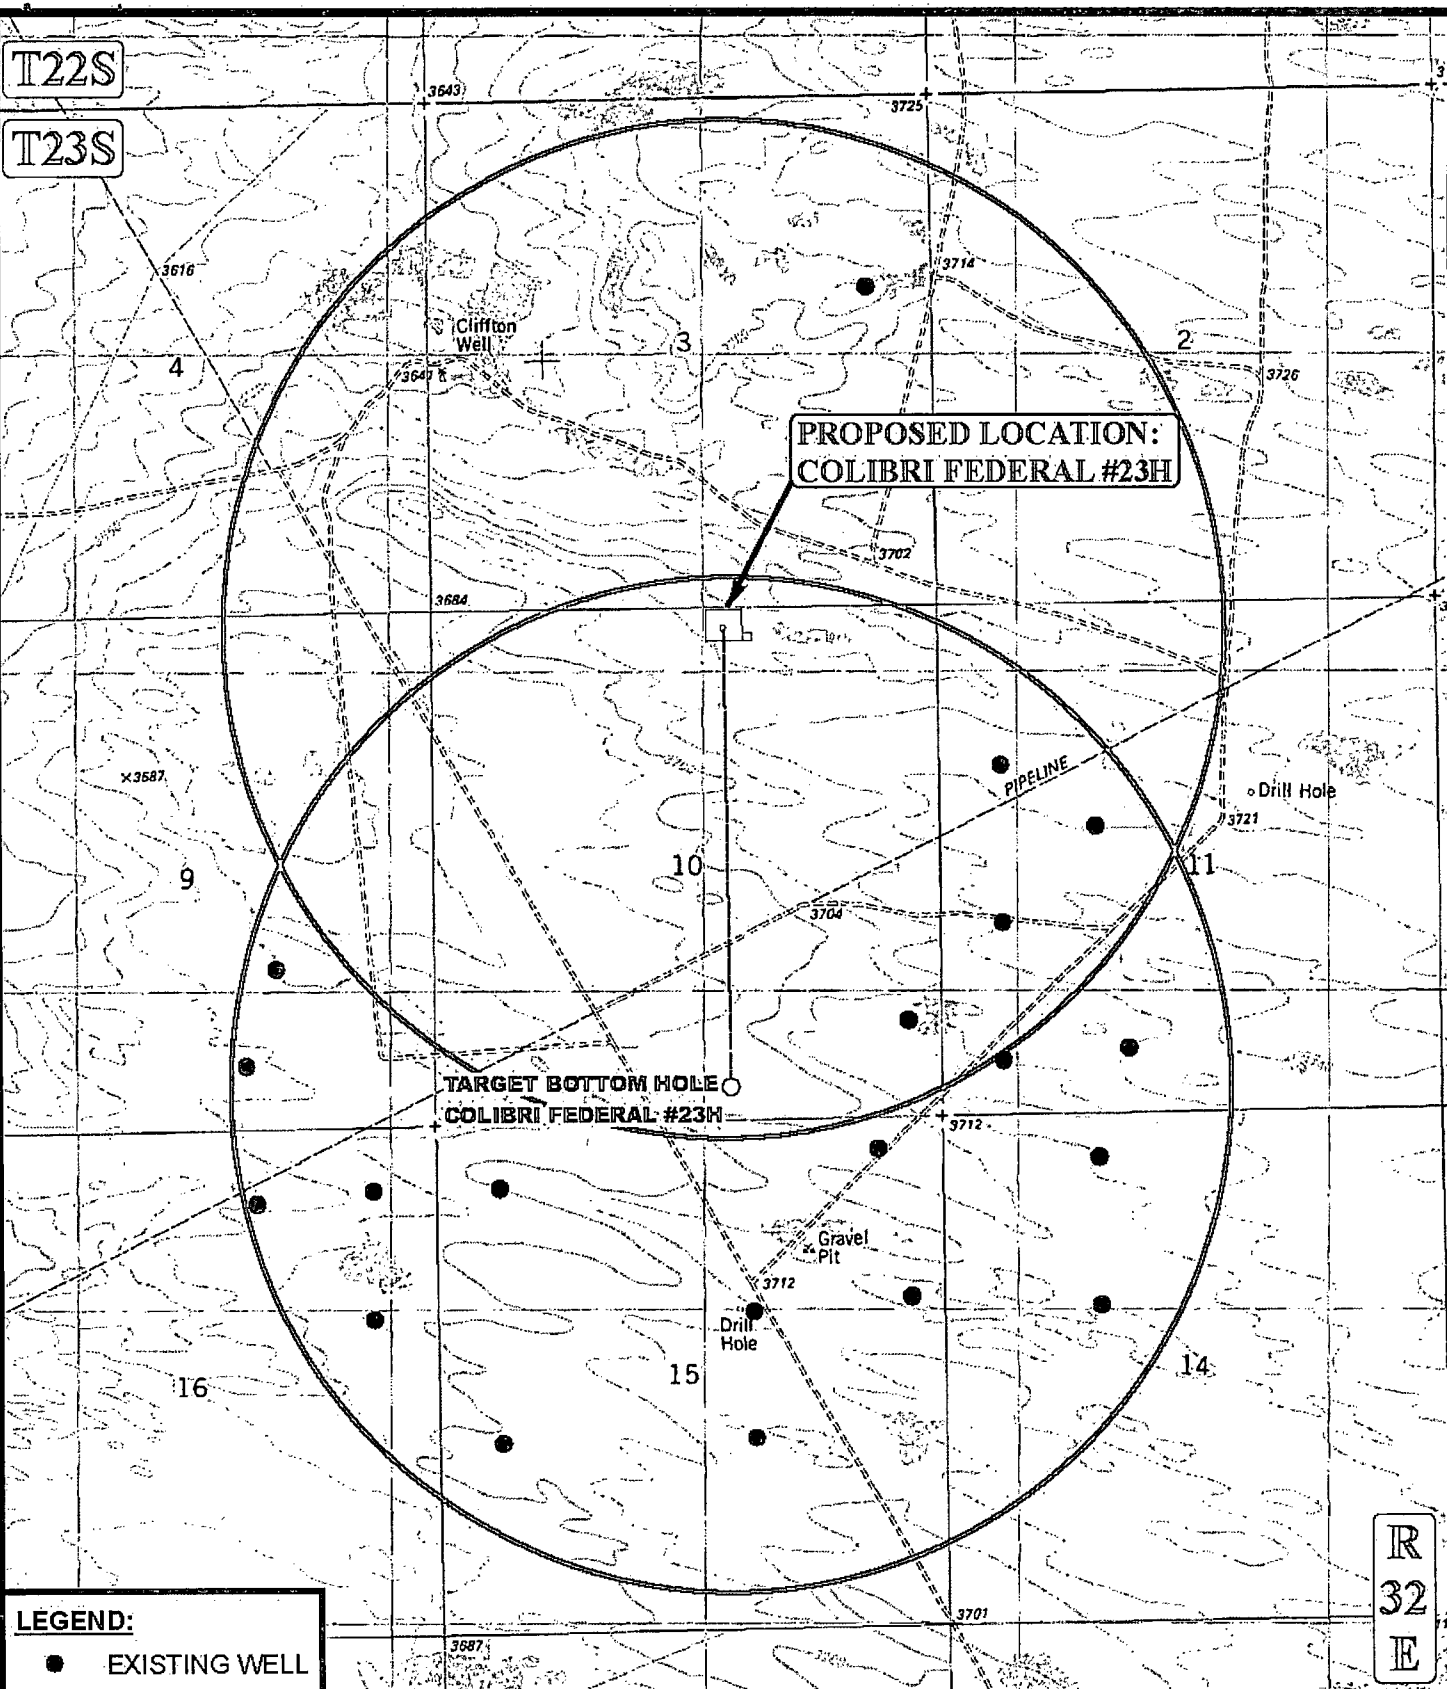 T22S
3643
3725
T23S
3616
3714
Cliffton
Well
3
2
4
3647
3726
PROPOSED LOCATION:
COLIBRI FEDERAL #23H
3702
3684
×3687
PIPELINE
Drill Hole
3721
9
10
11
3704
TARGET BOTTOM HOLE
COLIBRI FEDERAL #23H
3712
Gravel
Pit
3712
Drill
Hole
16
15
14
R
32
E
LEGEND:
EXISTING WELL
3701
3687